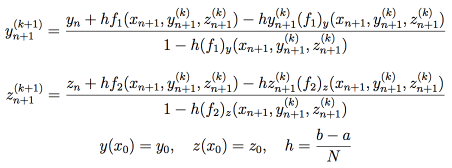 $y_{n+1}^{(k+1)} = \dfrac{y_n + hf_1(x_{n+1}, y_{n+1}^{(k)}, z_{n+1}^{(k)}) - hy_{n+1}^{(k)}(f_1)_y(x_{n+1}, y_{n+1}^{(k)}, z_{n+1}^{(k)})}{1 - h(f_1)_y(x_{n+1}, y_{n+1}^{(k)}, z_{n+1}^{(k)})}$
$z_{n+1}^{(k+1)} = \dfrac{z_n + hf_2(x_{n+1}, y_{n+1}^{(k)}, z_{n+1}^{(k)}) - hz_{n+1}^{(k)}(f_2)_z(x_{n+1}, y_{n+1}^{(k)}, z_{n+1}^{(k)})}{1 - h(f_2)_z(x_{n+1}, y_{n+1}^{(k)}, z_{n+1}^{(k)})}$
$y(x_0) = y_0, \quad z(x_0) = z_0, \quad h = \dfrac{b - a}{N}$